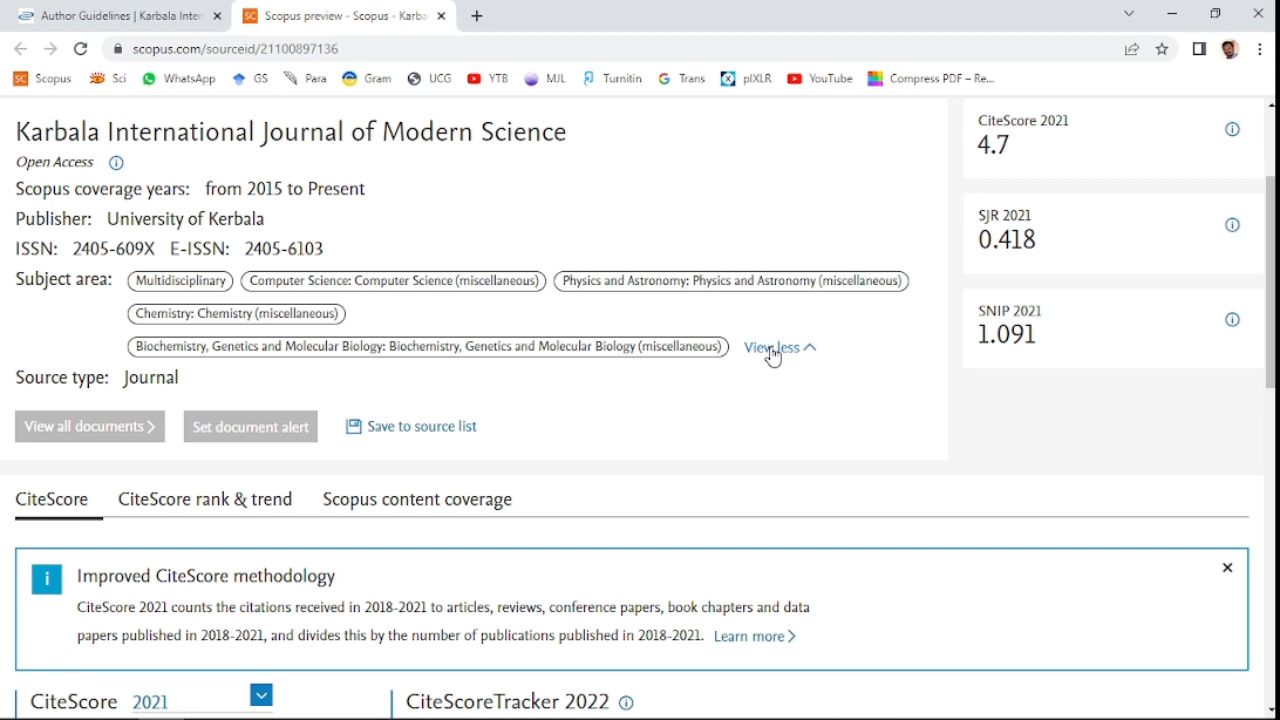 Author Guidelines | Karbala Inter
Scopus preview - Scopus - Karba
scopus.com/sourceid/21100897136
SC Scopus Sci WhatsApp GS Para Gram UCG YTB MJL Turnitin Trans pIXLR YouTube Compress PDF – Re...
Karbala International Journal of Modern Science
Open Access
Scopus coverage years: from 2015 to Present
Publisher: University of Kerbala
ISSN: 2405-609X E-ISSN: 2405-6103
Subject area: Multidisciplinary Computer Science: Computer Science (miscellaneous) Physics and Astronomy: Physics and Astronomy (miscellaneous)
Chemistry: Chemistry (miscellaneous)
Biochemistry, Genetics and Molecular Biology: Biochemistry, Genetics and Molecular Biology (miscellaneous) View less
Source type: Journal
View all documents > Set document alert Save to source list
CiteScore 2021
4.7
SJR 2021
0.418
SNIP 2021
1.091
CiteScore CiteScore rank & trend Scopus content coverage
i Improved CiteScore methodology
CiteScore 2021 counts the citations received in 2018-2021 to articles, reviews, conference papers, book chapters and data
papers published in 2018-2021, and divides this by the number of publications published in 2018-2021. Learn more >
CiteScore 2021
CiteScoreTracker 2022